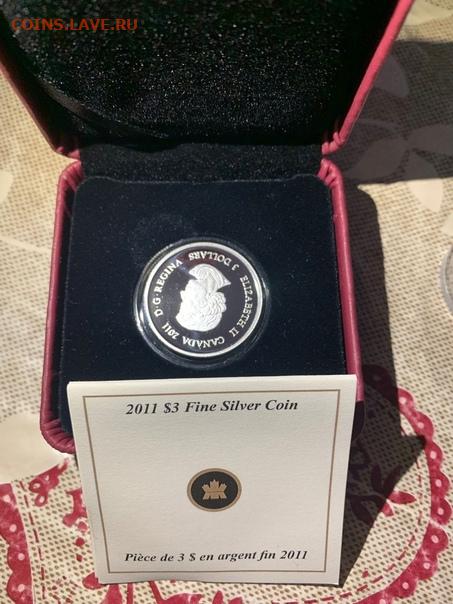 COINS.LAVE.RU
ELIZABETH II CANADA 2011 D·G·REGINA 3 DOLLARS
2011 $3 Fine Silver Coin
Pièce de 3 $ en argent fin 2011